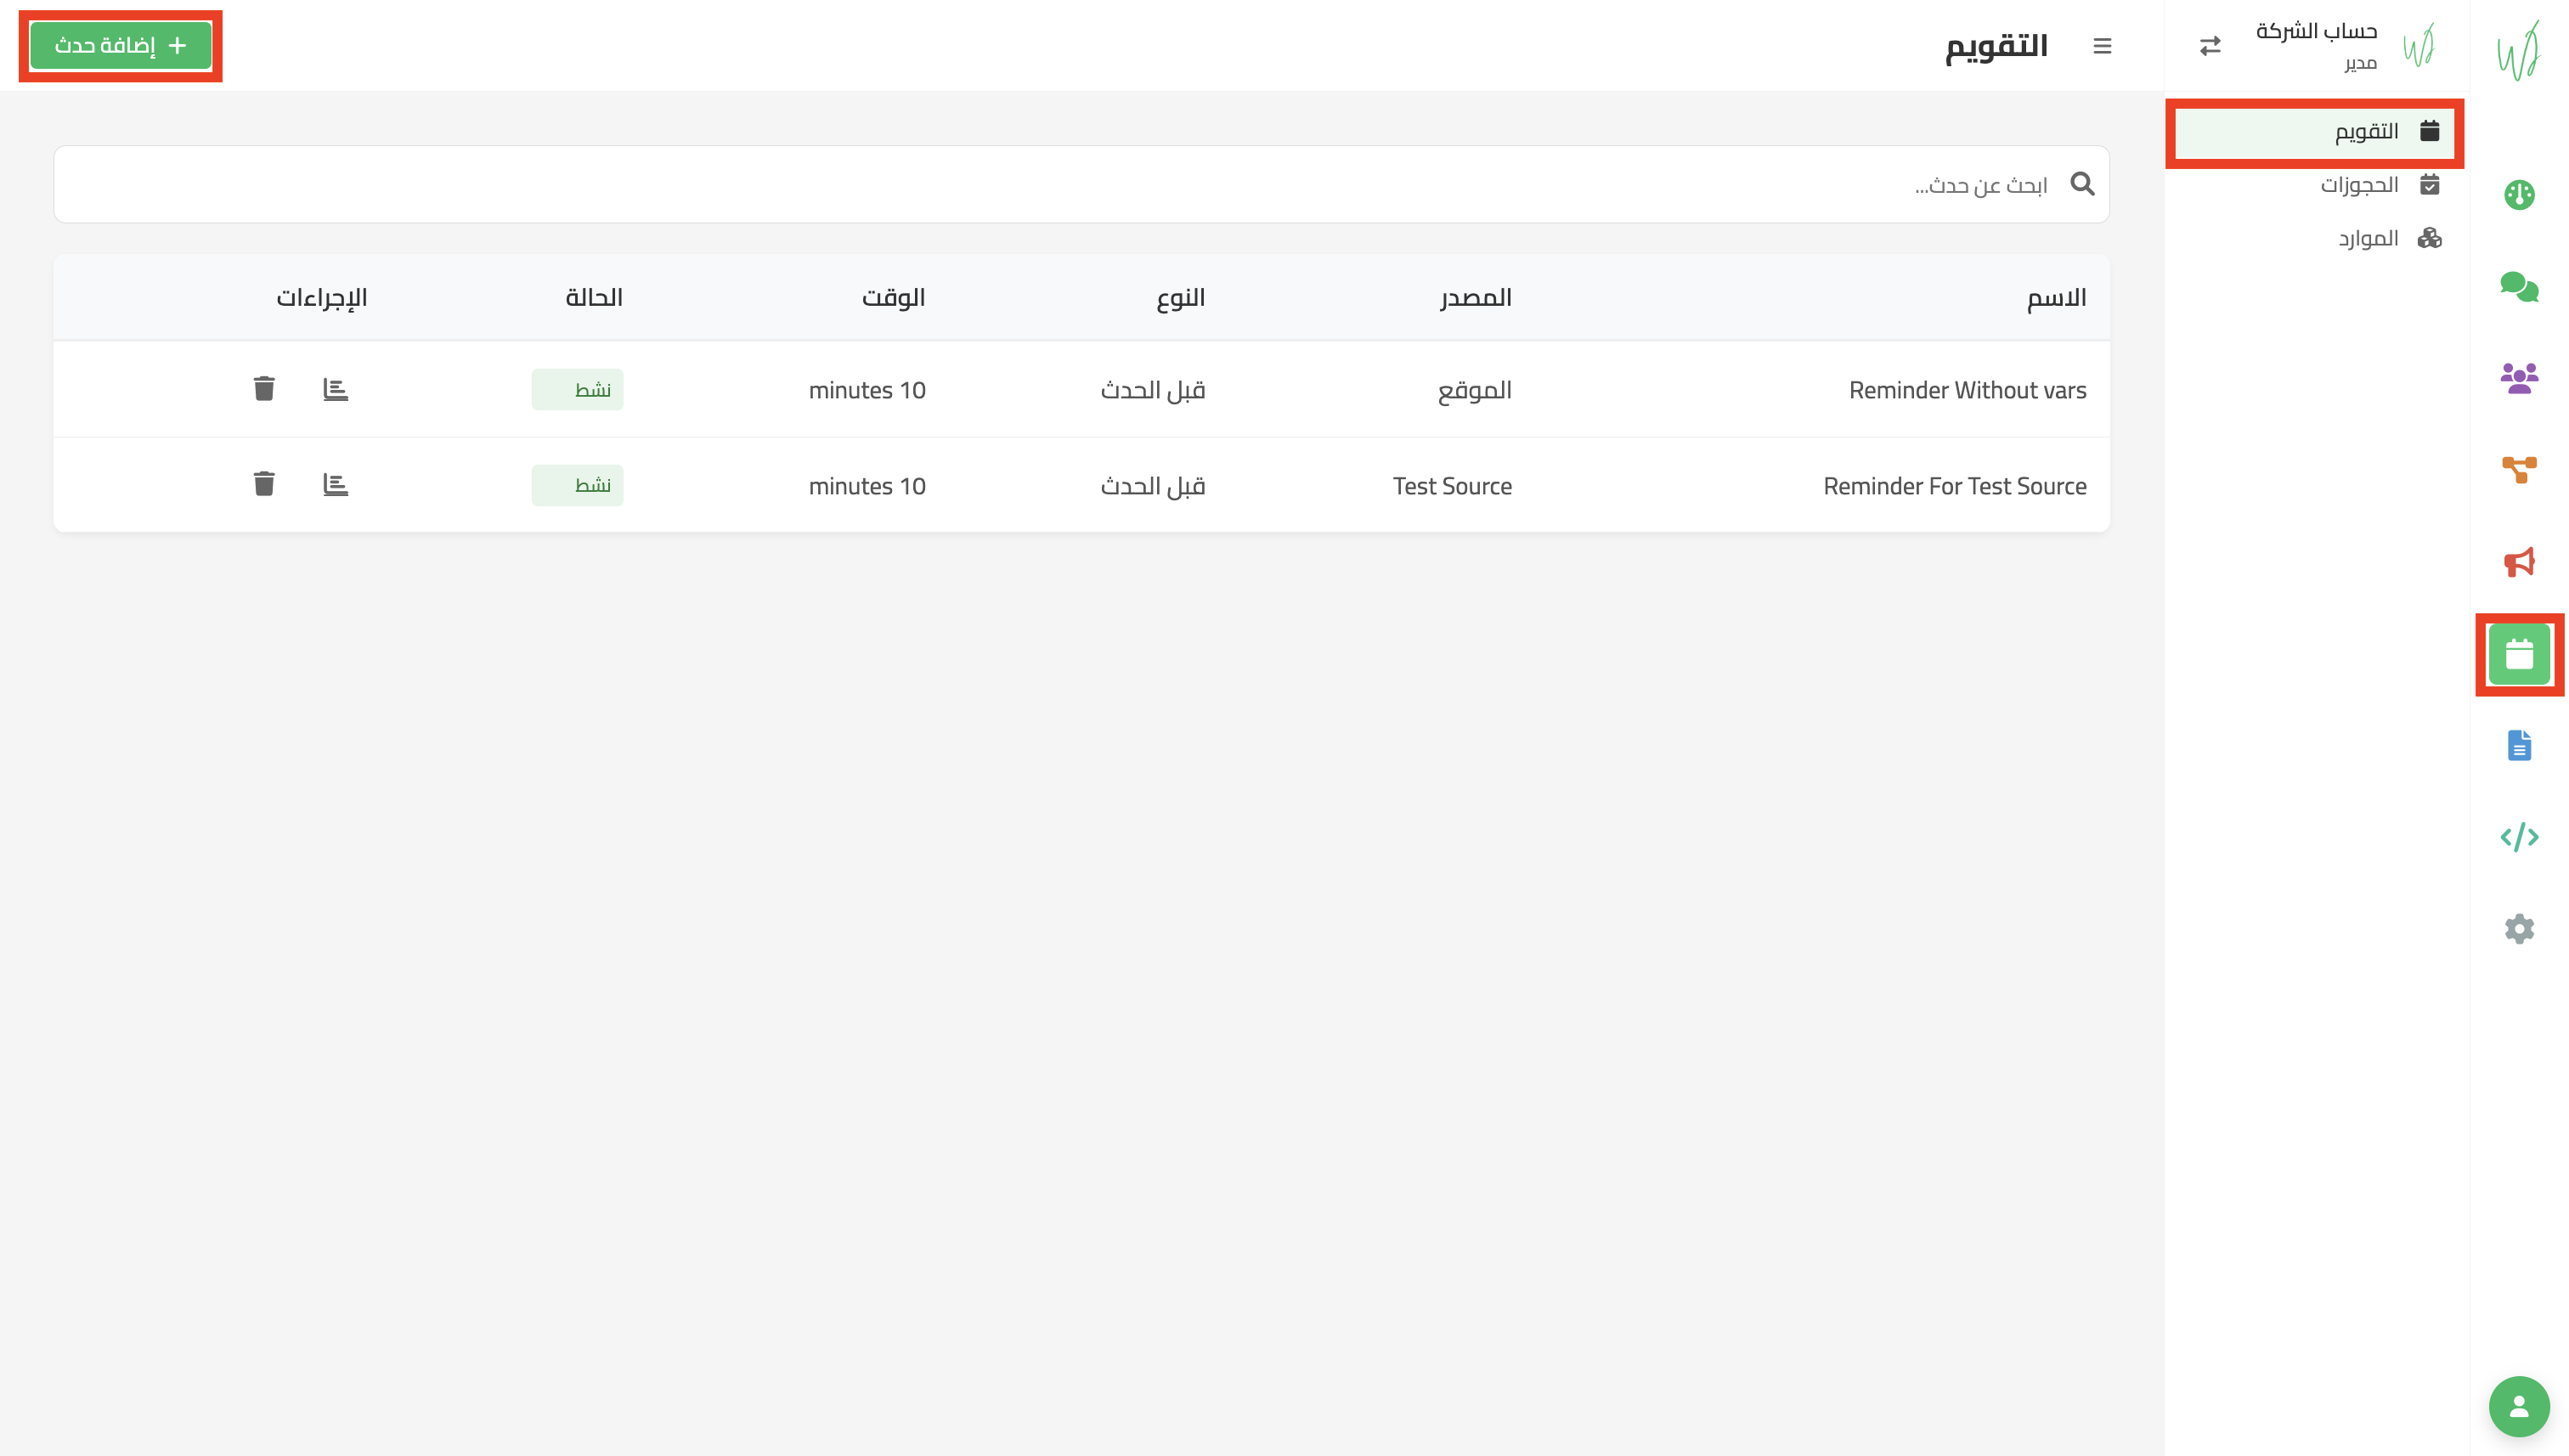 حساب الشركة
مدير
التقويم
الحجوزات
الموارد
التقويم
إضافة حدث
ابحث عن حدث...
الاسم المصدر النوع الوقت الحالة الإجراءات
Reminder Without vars الموقع قبل الحدث minutes 10 نشط
Reminder For Test Source Test Source قبل الحدث minutes 10 نشط